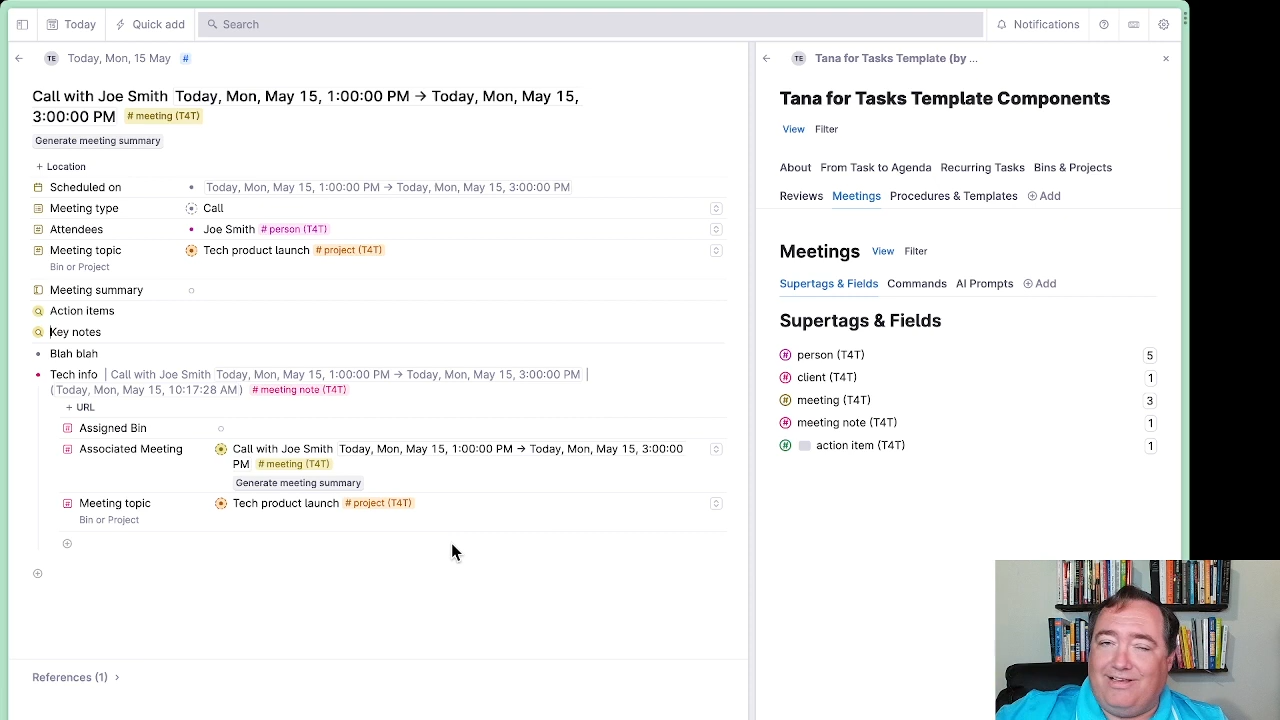 Today
Quick add
Search
Notifications
TE Today, Mon, 15 May #
Call with Joe Smith Today, Mon, May 15, 1:00:00 PM → Today, Mon, May 15,
3:00:00 PM # meeting (T4T)
Generate meeting summary
+ Location
Scheduled on • Today, Mon, May 15, 1:00:00 PM → Today, Mon, May 15, 3:00:00 PM
Meeting type Call
Attendees • Joe Smith # person (T4T)
Meeting topic Tech product launch # project (T4T)
Bin or Project
Meeting summary
Action items
Key notes
• Blah blah
• Tech info | Call with Joe Smith Today, Mon, May 15, 1:00:00 PM → Today, Mon, May 15, 3:00:00 PM |
(Today, Mon, May 15, 10:17:28 AM) # meeting note (T4T)
+ URL
Assigned Bin
Associated Meeting Call with Joe Smith Today, Mon, May 15, 1:00:00 PM → Today, Mon, May 15, 3:00:00
PM # meeting (T4T)
Generate meeting summary
Meeting topic Tech product launch # project (T4T)
Bin or Project
References (1) >
TE Tana for Tasks Template (by ...
Tana for Tasks Template Components
View Filter
About From Task to Agenda Recurring Tasks Bins & Projects
Reviews Meetings Procedures & Templates Add
Meetings View Filter
Supertags & Fields Commands AI Prompts Add
Supertags & Fields
# person (T4T) 5
# client (T4T) 1
# meeting (T4T) 3
# meeting note (T4T) 1
# action item (T4T) 1